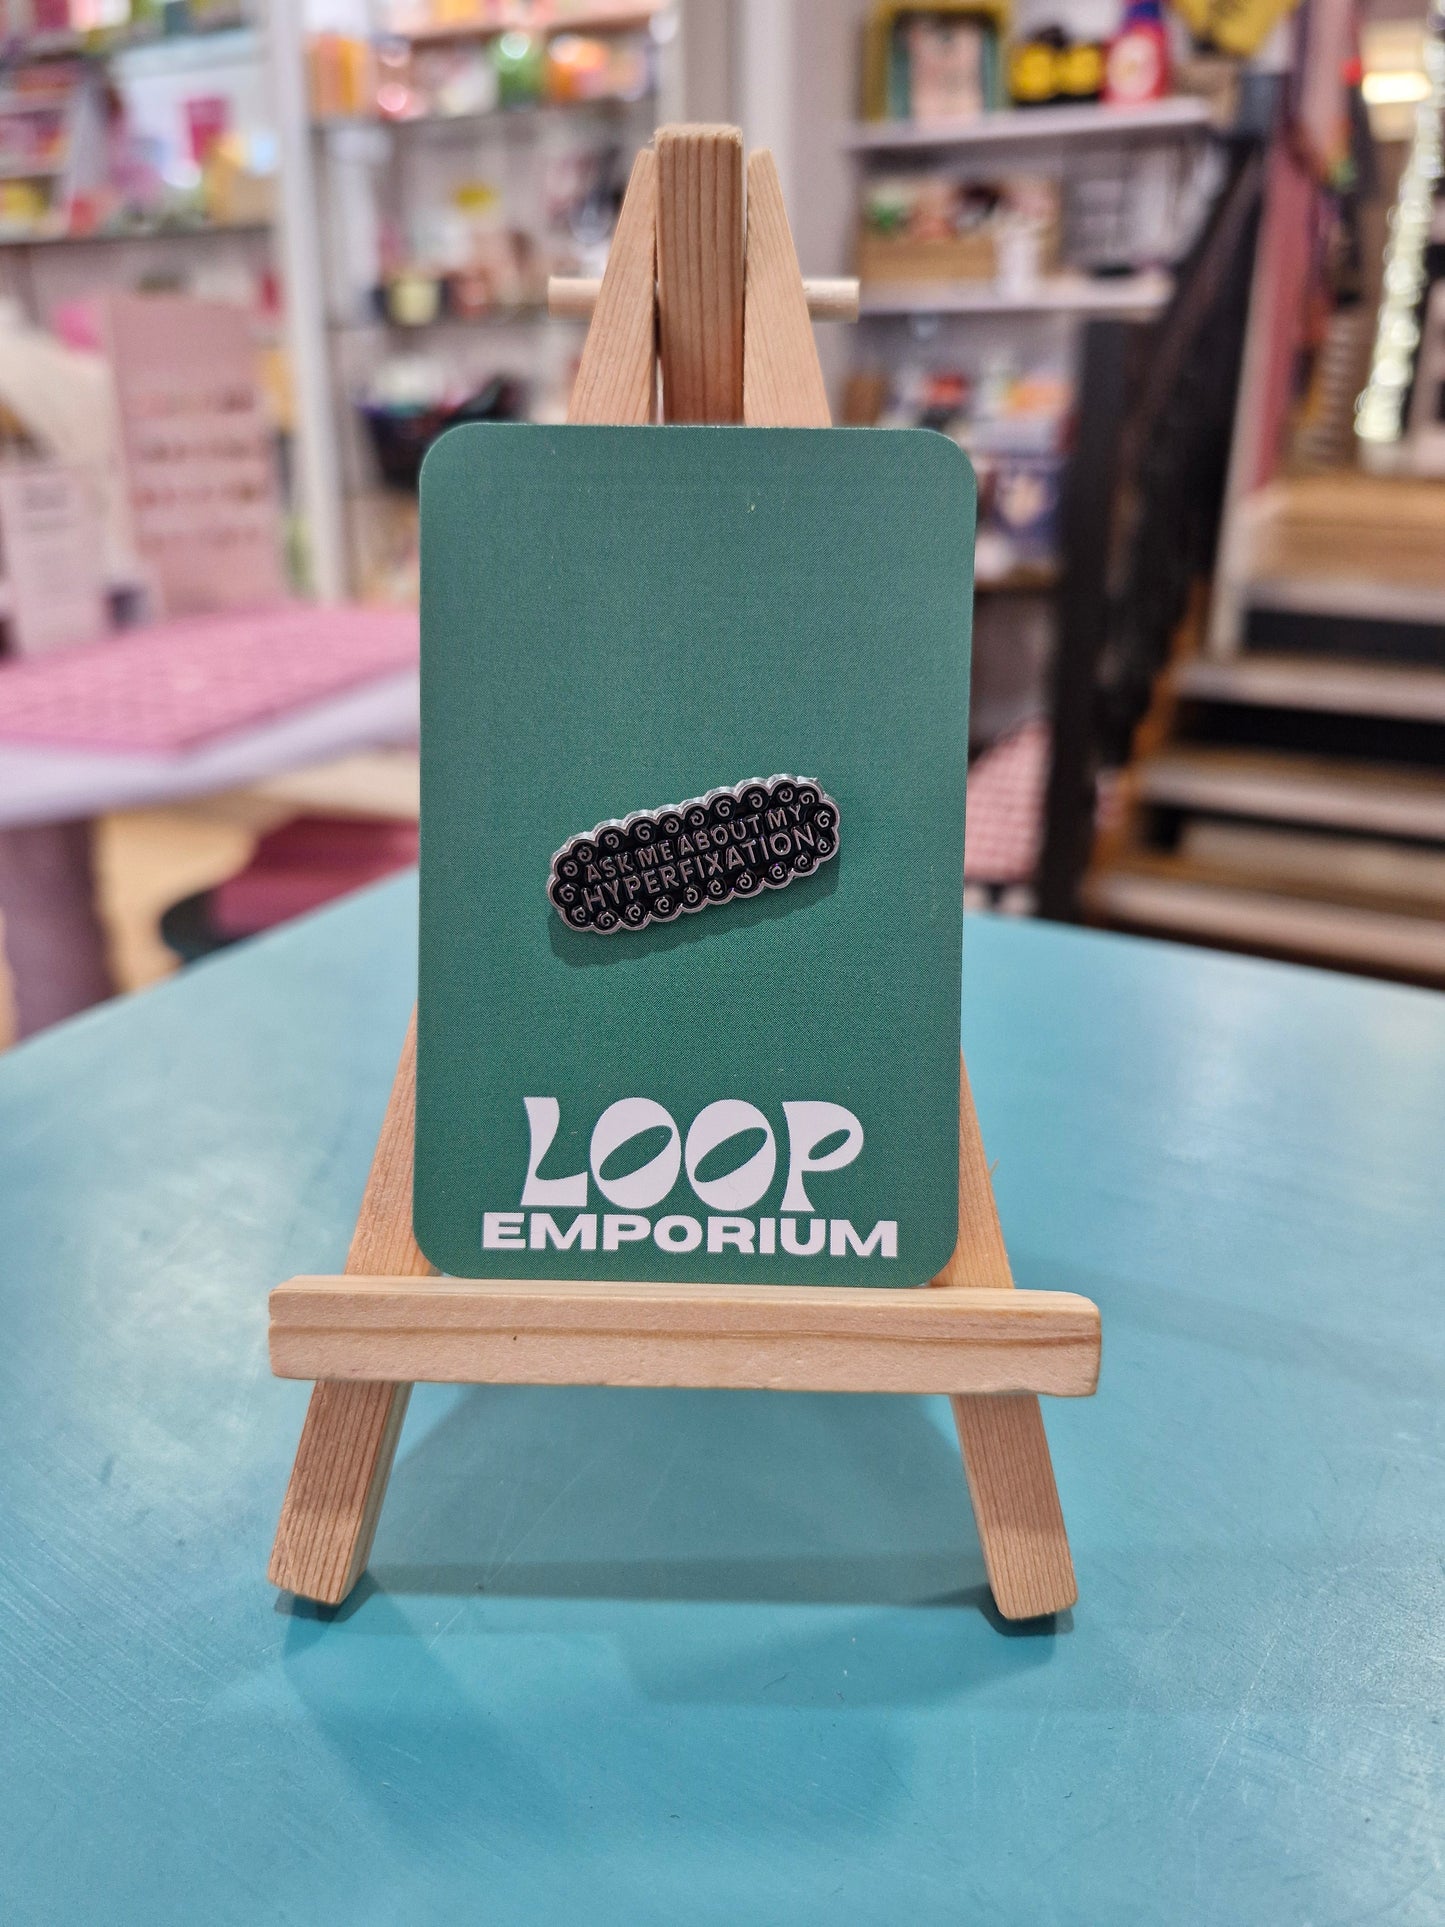 ASK ME ABOUT MY
HYPERFIXATION
LOOP
EMPORIUM